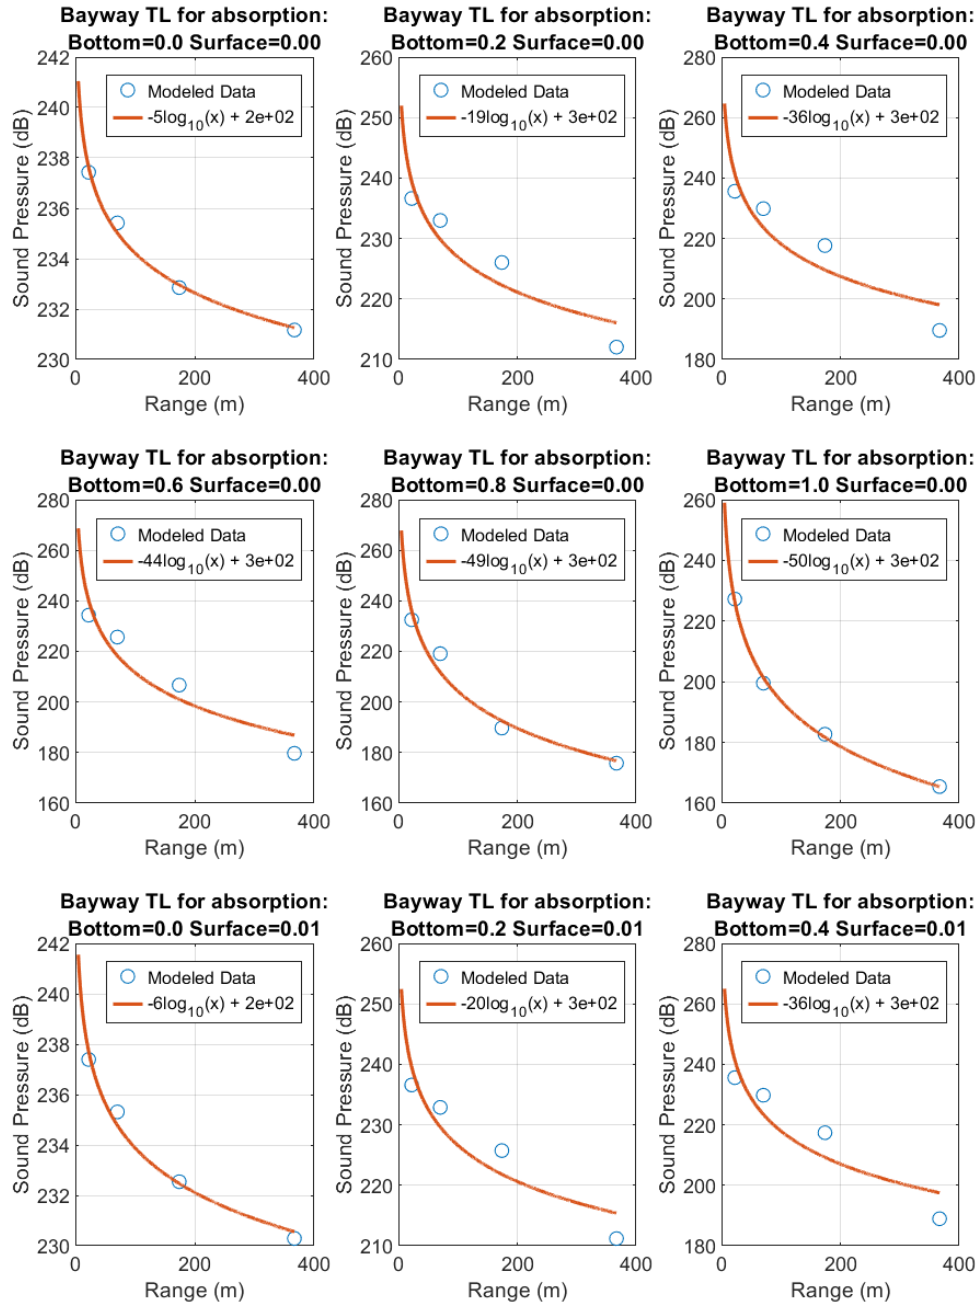 Bayway TL for absorption:
Bottom=0.0 Surface=0.00
242
240
238
236
234
232
230
Sound Pressure (dB)
Modeled Data
-5log10(x) + 2e+02
0
200
400
Range (m)
Bayway TL for absorption:
Bottom=0.2 Surface=0.00
260
250
240
230
220
210
Sound Pressure (dB)
Modeled Data
-19log10(x) + 3e+02
0
200
400
Range (m)
Bayway TL for absorption:
Bottom=0.4 Surface=0.00
280
260
240
220
200
180
Sound Pressure (dB)
Modeled Data
-36log10(x) + 3e+02
0
200
400
Range (m)
Bayway TL for absorption:
Bottom=0.6 Surface=0.00
280
260
240
220
200
180
160
Sound Pressure (dB)
Modeled Data
-44log10(x) + 3e+02
0
200
400
Range (m)
Bayway TL for absorption:
Bottom=0.8 Surface=0.00
280
260
240
220
200
180
160
Sound Pressure (dB)
Modeled Data
-49log10(x) + 3e+02
0
200
400
Range (m)
Bayway TL for absorption:
Bottom=1.0 Surface=0.00
260
240
220
200
180
160
Sound Pressure (dB)
Modeled Data
-50log10(x) + 3e+02
0
200
400
Range (m)
Bayway TL for absorption:
Bottom=0.0 Surface=0.01
242
240
238
236
234
232
230
Sound Pressure (dB)
Modeled Data
-6log10(x) + 2e+02
0
200
400
Range (m)
Bayway TL for absorption:
Bottom=0.2 Surface=0.01
260
250
240
230
220
210
Sound Pressure (dB)
Modeled Data
-20log10(x) + 3e+02
0
200
400
Range (m)
Bayway TL for absorption:
Bottom=0.4 Surface=0.01
280
260
240
220
200
180
Sound Pressure (dB)
Modeled Data
-36log10(x) + 3e+02
0
200
400
Range (m)